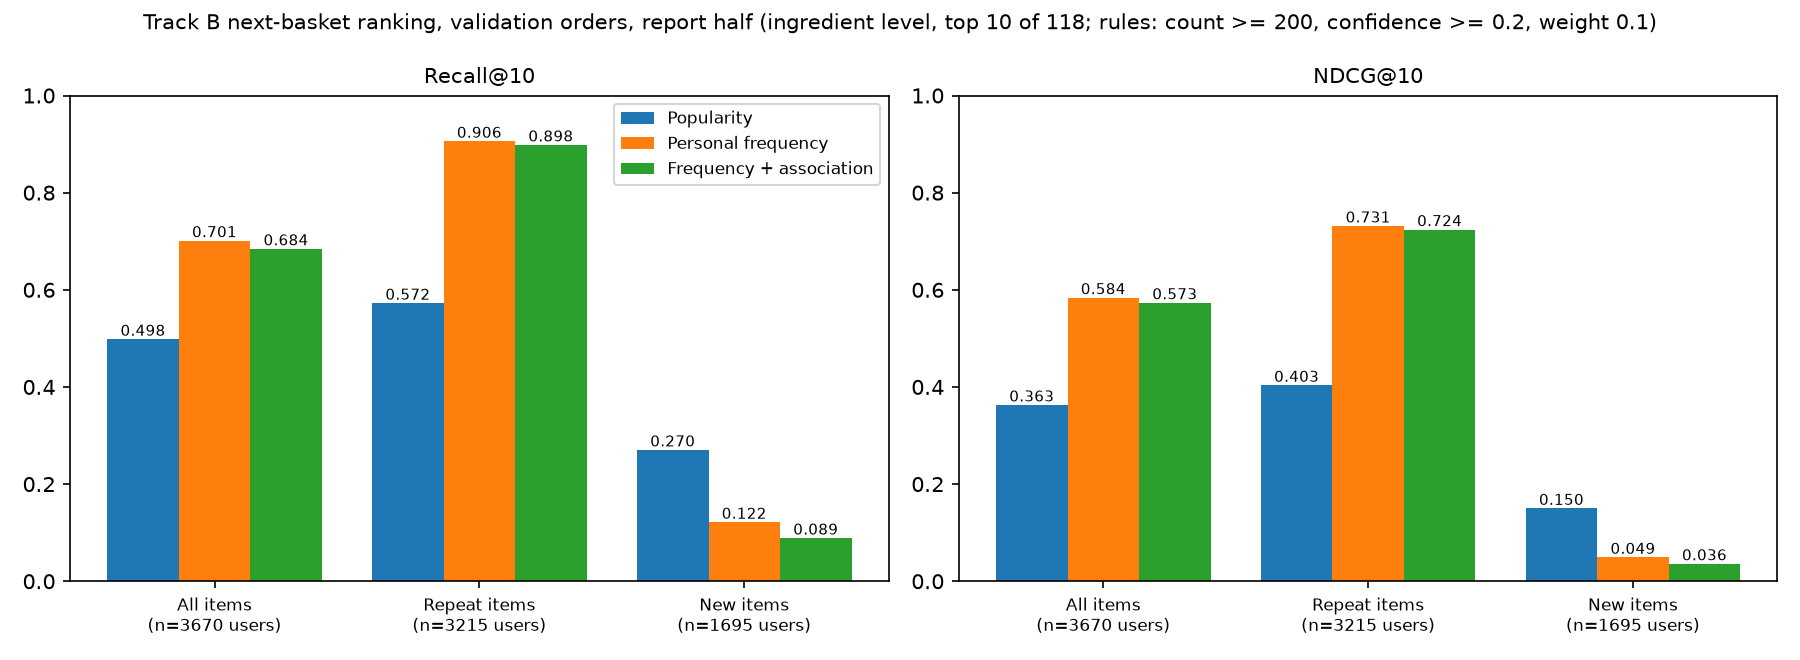 Track B next-basket ranking, validation orders, report half (ingredient level, top 10 of 118; rules: count >= 200, confidence >= 0.2, weight 0.1)
Recall@10
1.0
0.8
0.6
0.4
0.2
0.0
Popularity
Personal frequency
Frequency + association
0.498
0.701
0.684
0.572
0.906
0.898
0.270
0.122
0.089
All items
(n=3670 users)
Repeat items
(n=3215 users)
New items
(n=1695 users)
NDCG@10
1.0
0.8
0.6
0.4
0.2
0.0
0.363
0.584
0.573
0.403
0.731
0.724
0.150
0.049
0.036
All items
(n=3670 users)
Repeat items
(n=3215 users)
New items
(n=1695 users)